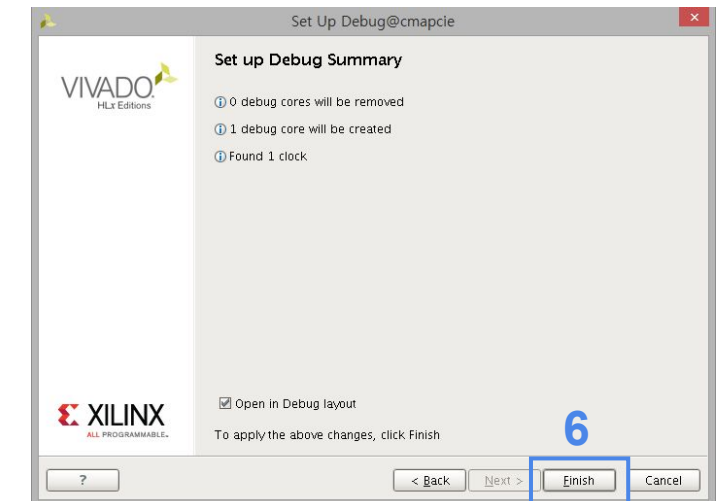 Set Up Debug@cmapcie
VIVADO.
HLx Editions
Set up Debug Summary
0 debug cores will be removed
1 debug core will be created
Found 1 clock
XILINX
ALL PROGRAMMABLE.
Open in Debug layout
To apply the above changes, click Finish
6
?
< Back
Next >
Finish
Cancel